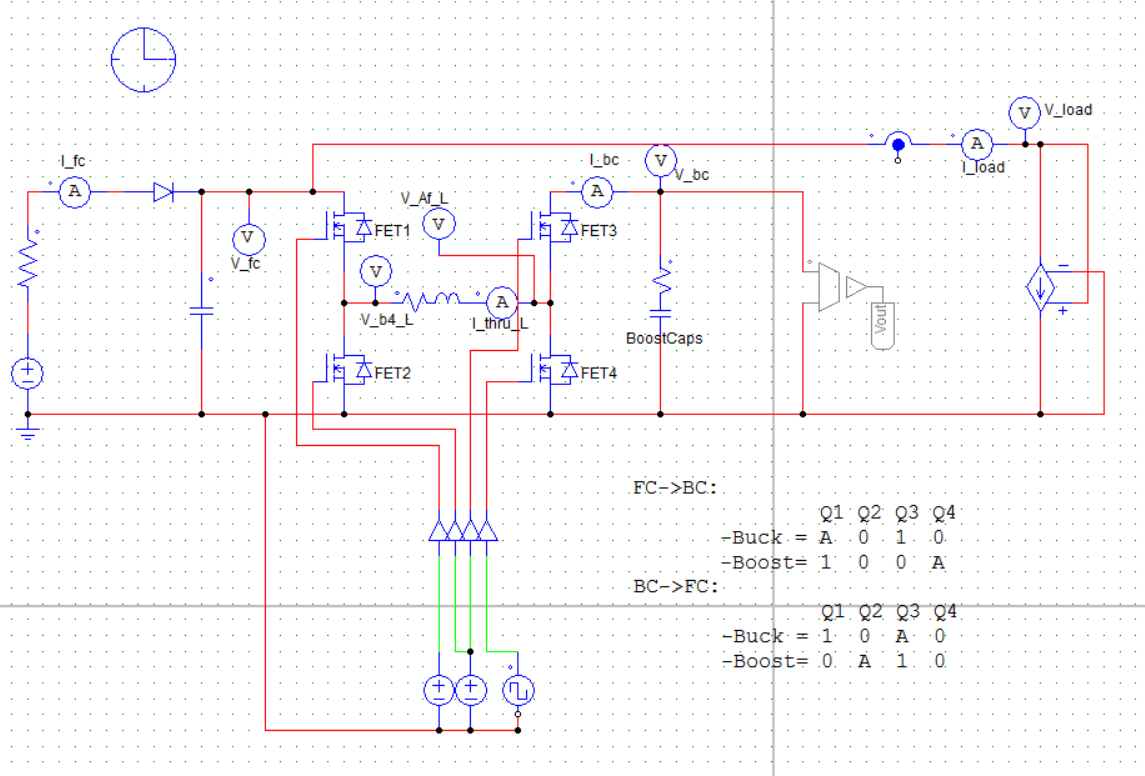 V_load
I_fc
A
V
A
I_load
I_bc
A
V
V_bc
V_Af_L
V
FET1
FET3
V
V_fc
V
V_b4_L
A
I_thru_L
BoostCaps
Vout
FET2
FET4
FC->BC:
Q1 Q2 Q3 Q4
-Buck = A 0 1 0
-Boost= 1 0 0 A
BC->FC:
Q1 Q2 Q3 Q4
-Buck = 1 0 A 0
-Boost= 0 A 1 0